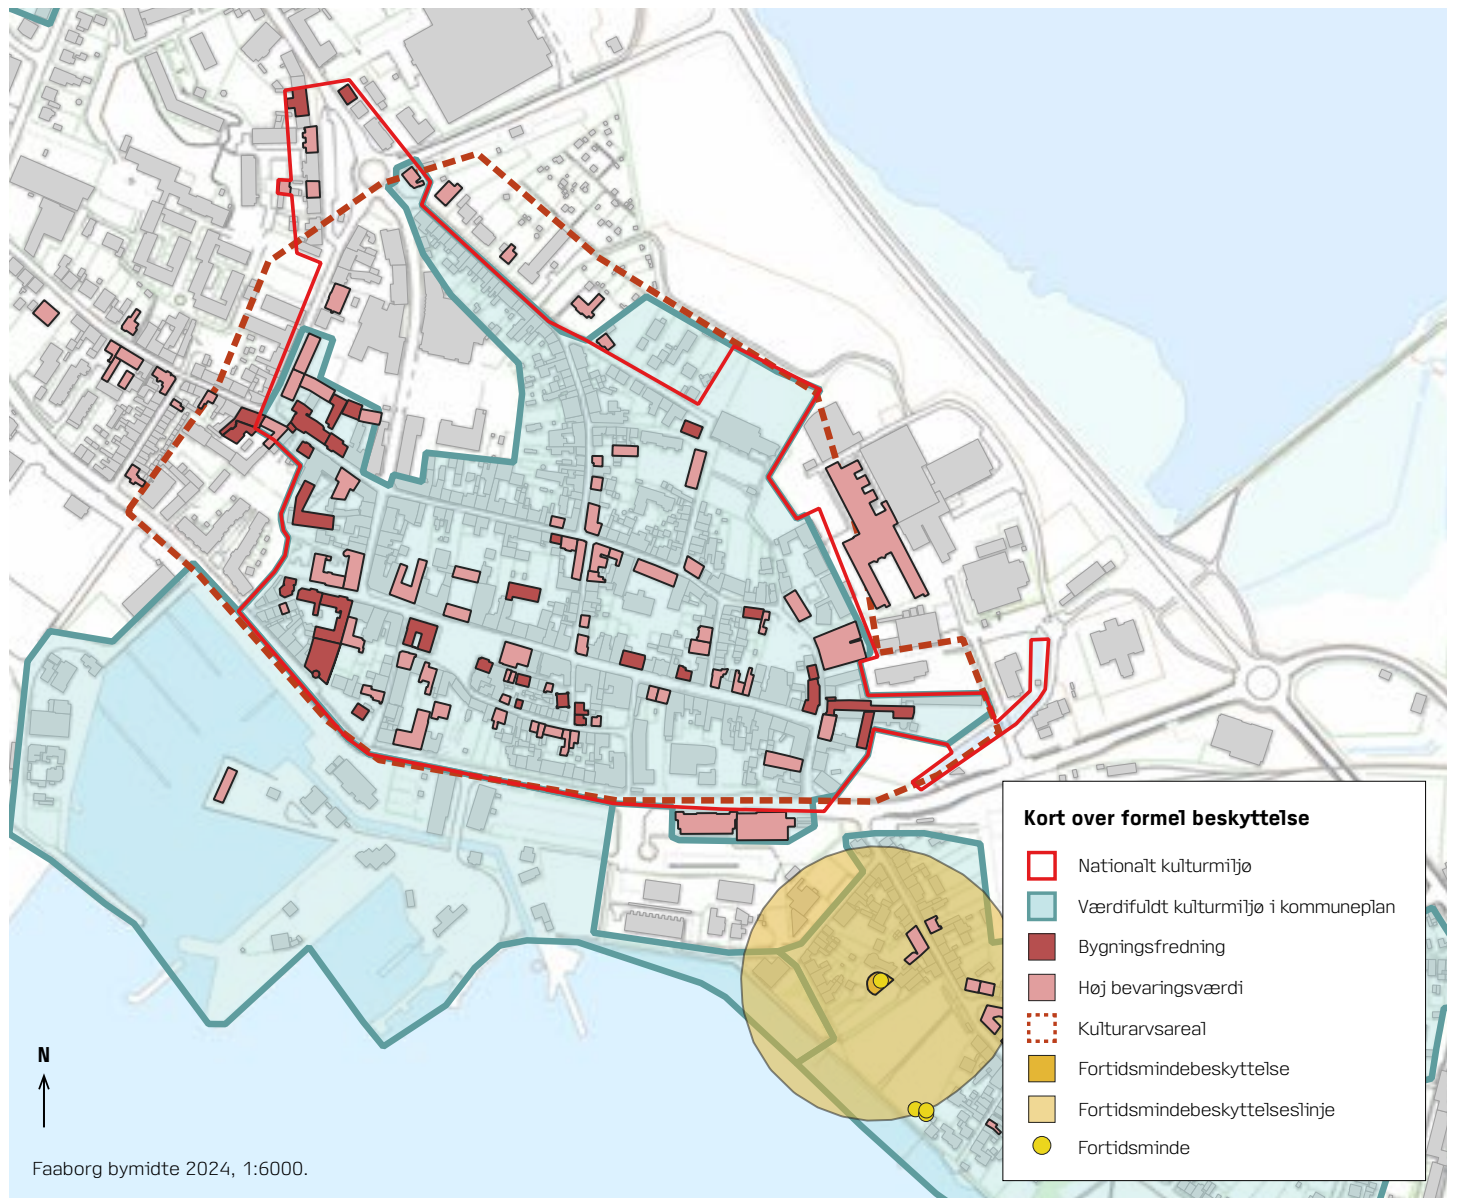 Kort over formel beskyttelse
Nationalt kulturmiljø
Værdifuldt kulturmiljø i kommuneplan
Bygningsfredning
Høj bevaringsværdi
Kulturarvsareal
Fortidsmindebeskyttelse
Fortidsmindebeskyttelseslinje
Fortidsminde
N
Faaborg bymidte 2024, 1:6000.